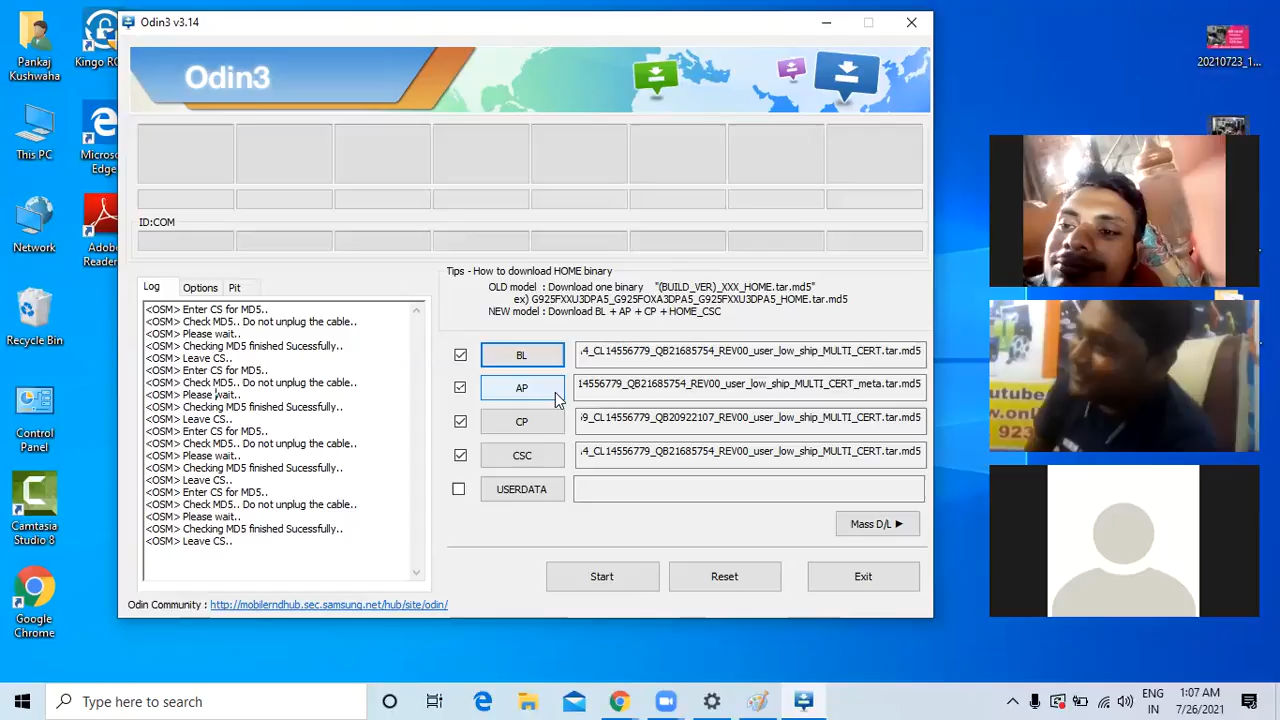 Pankaj
Kushwaha
This PC
Network
Recycle Bin
Control
Panel
Camtasia
Studio 8
Google
Chrome
Kingo RO
Microso
Edge
Adob
Reader
Odin3 v3.14
Odin3
ID:COM
Log
Options
Pit
<OSM> Enter CS for MD5..
<OSM> Check MD5.. Do not unplug the cable..
<OSM> Please wait..
<OSM> Checking MD5 finished Sucessfully..
<OSM> Leave CS..
<OSM> Enter CS for MD5..
<OSM> Check MD5.. Do not unplug the cable..
<OSM> Please wait..
<OSM> Checking MD5 finished Sucessfully..
<OSM> Leave CS..
<OSM> Enter CS for MD5..
<OSM> Check MD5.. Do not unplug the cable..
<OSM> Please wait..
<OSM> Checking MD5 finished Sucessfully..
<OSM> Leave CS..
<OSM> Enter CS for MD5..
<OSM> Check MD5.. Do not unplug the cable..
<OSM> Please wait..
<OSM> Checking MD5 finished Sucessfully..
<OSM> Leave CS..
Tips - How to download HOME binary
OLD model : Download one binary "(BUILD_VER)_XXX_HOME.tar.md5"
ex) G925FXXU3DPA5_G925FOXA3DPA5_G925FXXU3DPA5_HOME.tar.md5
NEW model : Download BL + AP + CP + HOME_CSC
BL
.4_CL14556779_QB21685754_REV00_user_low_ship_MULTI_CERT.tar.md5
AP
14556779_QB21685754_REV00_user_low_ship_MULTI_CERT_meta.tar.md5
CP
_CL14556779_QB20922107_REV00_user_low_ship_MULTI_CERT.tar.md5
CSC
.4_CL14556779_QB21685754_REV00_user_low_ship_MULTI_CERT.tar.md5
USERDATA
Mass D/L
Start
Reset
Exit
Odin Community : http://mobilerndhub.sec.samsung.net/hub/site/odin/
20210723_1...
923
Type here to search
ENG
IN
1:07 AM
7/26/2021